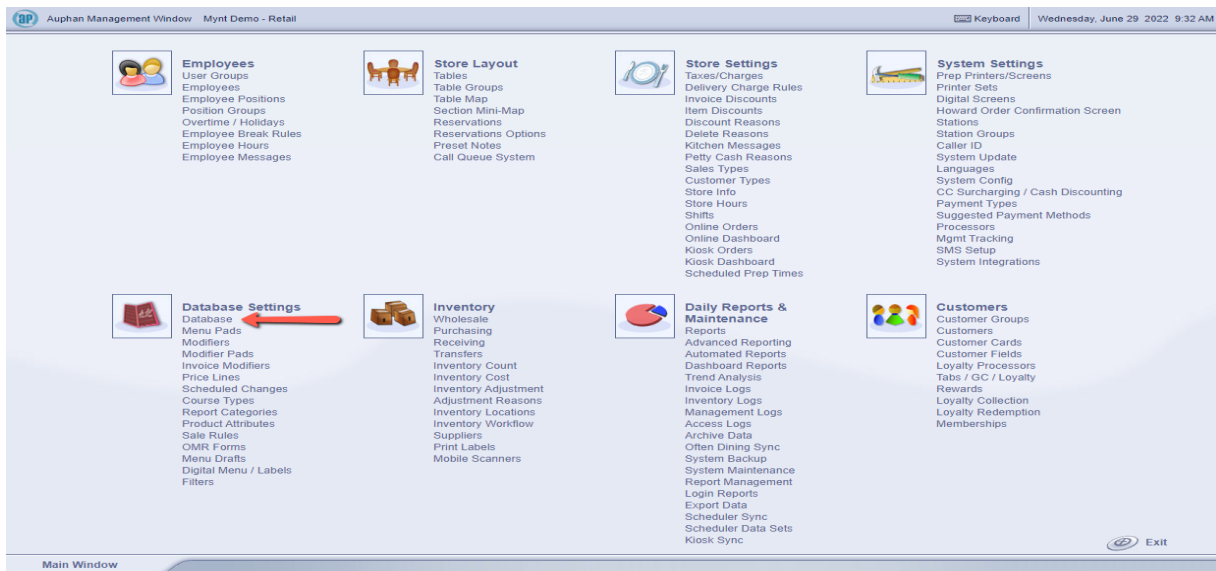 ap Auphan Management Window Mynt Demo - Retail Keyboard Wednesday, June 29 2022 9:32 AM
Employees
User Groups
Employees
Employee Positions
Position Groups
Overtime / Holidays
Employee Break Rules
Employee Hours
Employee Messages
Store Layout
Tables
Table Groups
Table Map
Section Mini-Map
Reservations
Reservations Options
Preset Notes
Call Queue System
Store Settings
Taxes/Charges
Delivery Charge Rules
Invoice Discounts
Item Discounts
Discount Reasons
Delete Reasons
Kitchen Messages
Petty Cash Reasons
Sales Types
Customer Types
Store Info
Store Hours
Shifts
Online Orders
Online Dashboard
Kiosk Orders
Kiosk Dashboard
Scheduled Prep Times
System Settings
Prep Printers/Screens
Printer Sets
Digital Screens
Howard Order Confirmation Screen
Stations
Station Groups
Caller ID
System Update
Languages
System Config
CC Surcharging / Cash Discounting
Payment Types
Suggested Payment Methods
Processors
Mgmt Tracking
SMS Setup
System Integrations
Database Settings
Database
Menu Pads
Modifiers
Modifier Pads
Invoice Modifiers
Price Lines
Scheduled Changes
Course Types
Report Categories
Product Attributes
Sale Rules
OMR Forms
Menu Drafts
Digital Menu / Labels
Filters
Inventory
Wholesale
Purchasing
Receiving
Transfers
Inventory Count
Inventory Cost
Inventory Adjustment
Adjustment Reasons
Inventory Locations
Inventory Workflow
Suppliers
Print Labels
Mobile Scanners
Daily Reports &
Maintenance
Reports
Advanced Reporting
Automated Reports
Dashboard Reports
Trend Analysis
Invoice Logs
Inventory Logs
Management Logs
Access Logs
Archive Data
Often Dining Sync
System Backup
System Maintenance
Report Management
Login Reports
Export Data
Scheduler Sync
Scheduler Data Sets
Kiosk Sync
Customers
Customer Groups
Customers
Customer Cards
Customer Fields
Loyalty Processors
Tabs / GC / Loyalty
Rewards
Loyalty Collection
Loyalty Redemption
Memberships
Exit
Main Window